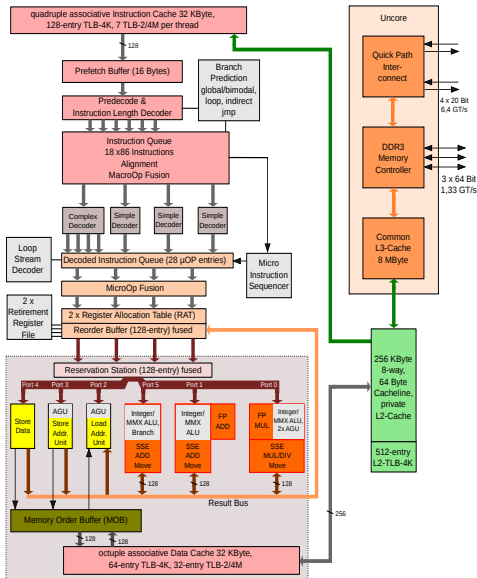 quadruple associative Instruction Cache 32 KByte,
128-entry TLB-4K, 7 TLB-2/4M per thread
128
Prefetch Buffer (16 Bytes)
Predecode &
Instruction Length Decoder
Branch
Prediction
global/bimodal,
loop, indirect
jmp
Instruction Queue
18 x86 Instructions
Alignment
MacroOp Fusion
Complex
Decoder
Simple
Decoder
Simple
Decoder
Simple
Decoder
Loop
Stream
Decoder
Decoded Instruction Queue (28 µOP entries)
Micro
Instruction
Sequencer
MicroOp Fusion
2 x
Retirement
Register
File
2 x Register Allocation Table (RAT)
Reorder Buffer (128-entry) fused
Reservation Station (128-entry) fused
Port 4
Port 3
Port 2
Port 5
Port 1
Port 0
Store
Data
AGU
Store
Addr.
Unit
AGU
Load
Addr.
Unit
Integer/
MMX ALU,
Branch
SSE
ADD
Move
Integer/
MMX
ALU
FP
ADD
SSE
ADD
Move
FP
MUL
Integer/
MMX ALU,
2x AGU
SSE
MUL/DIV
Move
128
128
128
Result Bus
Memory Order Buffer (MOB)
128
128
octuple associative Data Cache 32 KByte,
64-entry TLB-4K, 32-entry TLB-2/4M
256
Uncore
Quick Path
Inter-
connect
4 x 20 Bit
6,4 GT/s
DDR3
Memory
Controller
3 x 64 Bit
1,33 GT/s
Common
L3-Cache
8 MByte
256 KByte
8-way,
64 Byte
Cacheline,
private
L2-Cache
512-entry
L2-TLB-4K